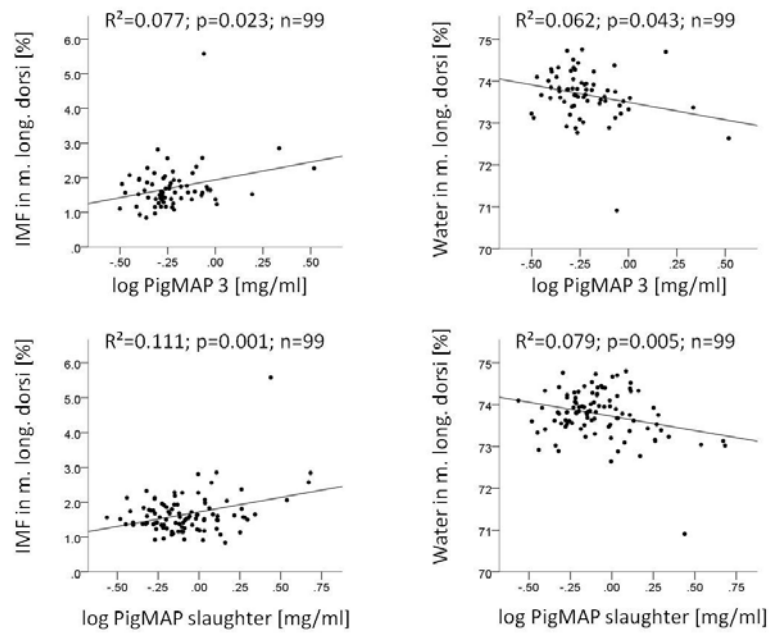 R²=0.077; p=0.023; n=99
IMF in m. long. dorsi [%]
6.0
5.0
4.0
3.0
2.0
1.0
.0
-.50 -.25 .00 .25 .50
log PigMAP 3 [mg/ml]
R²=0.062; p=0.043; n=99
Water in m. long. dorsi [%]
75
74
73
72
71
70
-.50 -.25 .00 .25 .50
log PigMAP 3 [mg/ml]
R²=0.111; p=0.001; n=99
IMF in m. long. dorsi [%]
6.0
5.0
4.0
3.0
2.0
1.0
.0
-.50 -.25 .00 .25 .50 .75
log PigMAP slaughter [mg/ml]
R²=0.079; p=0.005; n=99
Water in m. long. dorsi [%]
75
74
73
72
71
70
-.50 -.25 .00 .25 .50 .75
log PigMAP slaughter [mg/ml]